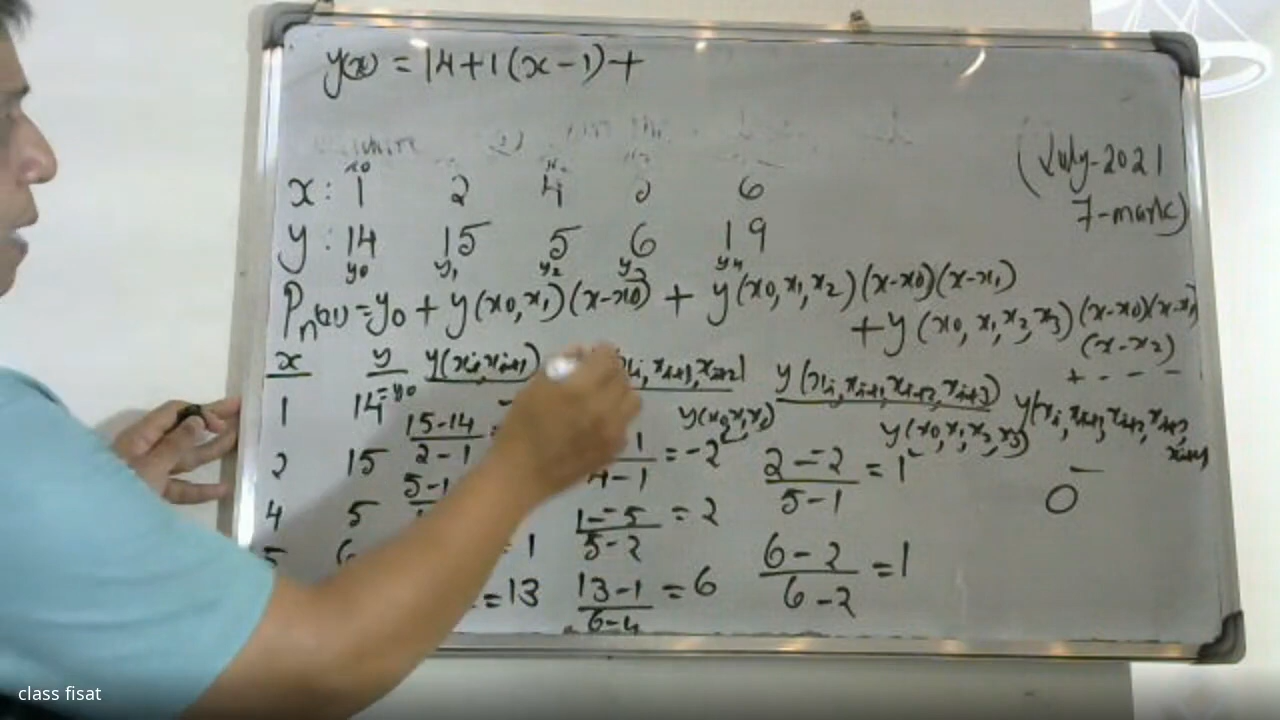 y(x) = 14+1(x-1)+
(July-2021
7-mark)
x0
x: 1 2 4 5 6
y: 14 15 5 6 19
y0 y1 y2 y3 y4
Pn(x)=y0 + y(x0,x1)(x-x0) + y(x0,x1,x2)(x-x0)(x-x1)
+y(x0,x1,x2,x3)(x-x0)(x-x1)
(x-x2)
+ - - - -
x y y(xi,xi+1) xi,xi+1,xi+2) y(xi,xi+1,xi+2,xi+3) y(xi,xi+1,xi+2,xi+3,
xi+4)
1 14=y0 y(x0,x1,x2) y(x0,x1,x2,x3)
15-14
2-1
2 15 4-1 =-2 2--2
5-1 =1 0
5-1
4 5 1--5
5-2 =2
5 6 =1 6-2
6-2 =1
=13 13-1
6-4 =6
class fisat